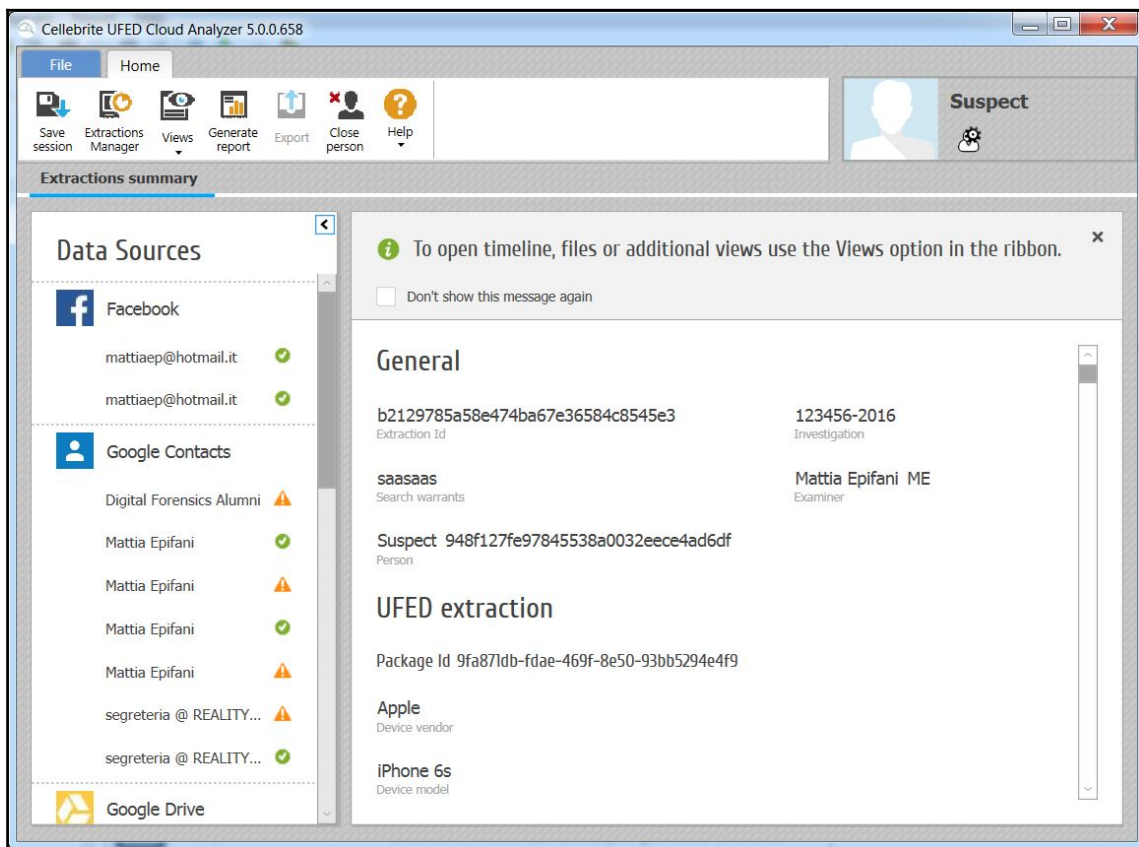 Cellebrite UFED Cloud Analyzer 5.0.0.658
File Home
Save session
Extractions Manager
Views
Generate report
Export
Close person
Help
Suspect
Extractions summary
Data Sources
Facebook
mattiaep@hotmail.it
mattiaep@hotmail.it
Google Contacts
Digital Forensics Alumni
Mattia Epifani
Mattia Epifani
Mattia Epifani
Mattia Epifani
segreteria @ REALITY...
segreteria @ REALITY...
Google Drive
To open timeline, files or additional views use the Views option in the ribbon.
Don't show this message again
General
b2129785a58e474ba67e36584c8545e3
Extraction Id
123456-2016
Investigation
saasaas
Search warrants
Mattia Epifani ME
Examiner
Suspect 948f127fe97845538a0032eece4ad6df
Person
UFED extraction
Package Id 9fa871db-fdae-469f-8e50-93bb5294e4f9
Apple
Device vendor
iPhone 6s
Device model